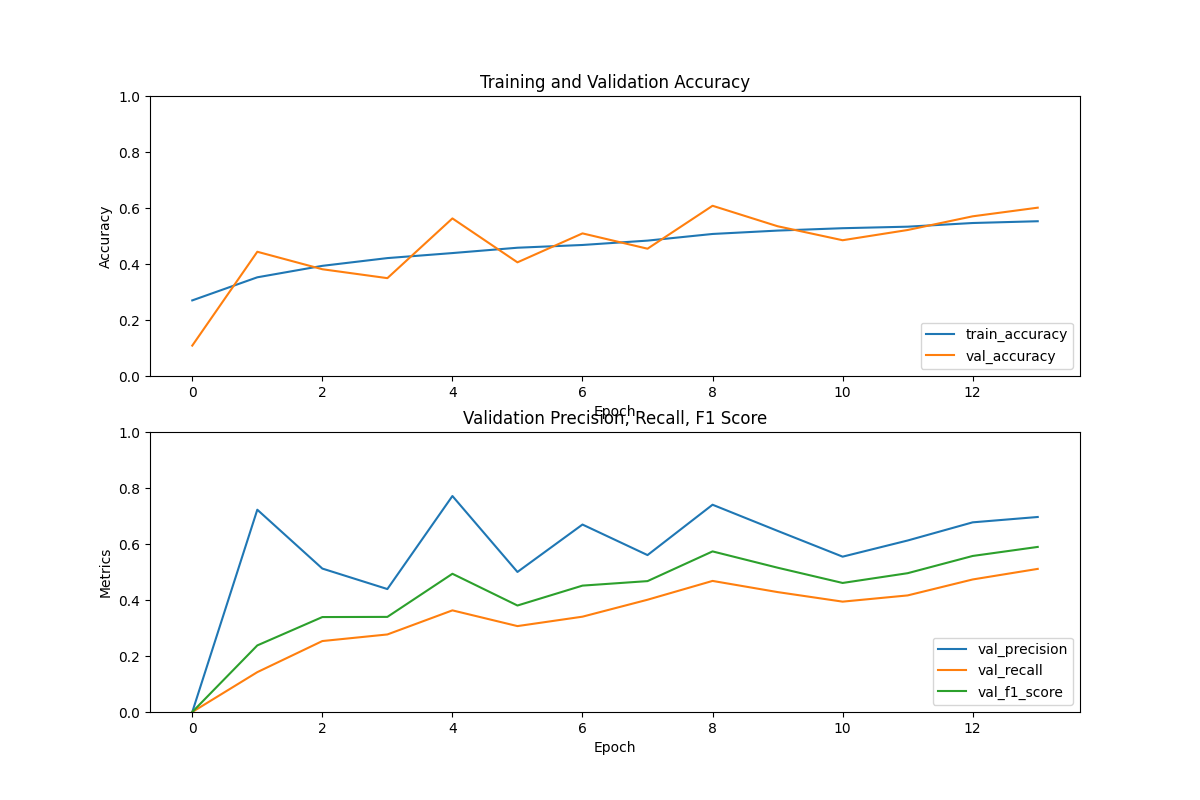 Training and Validation Accuracy
1.0
0.8
0.6
0.4
0.2
0.0
Accuracy
train_accuracy
val_accuracy
0 2 4 6 8 10 12
Epoch
Validation Precision, Recall, F1 Score
1.0
0.8
0.6
0.4
0.2
0.0
Metrics
val_precision
val_recall
val_f1_score
0 2 4 6 8 10 12
Epoch